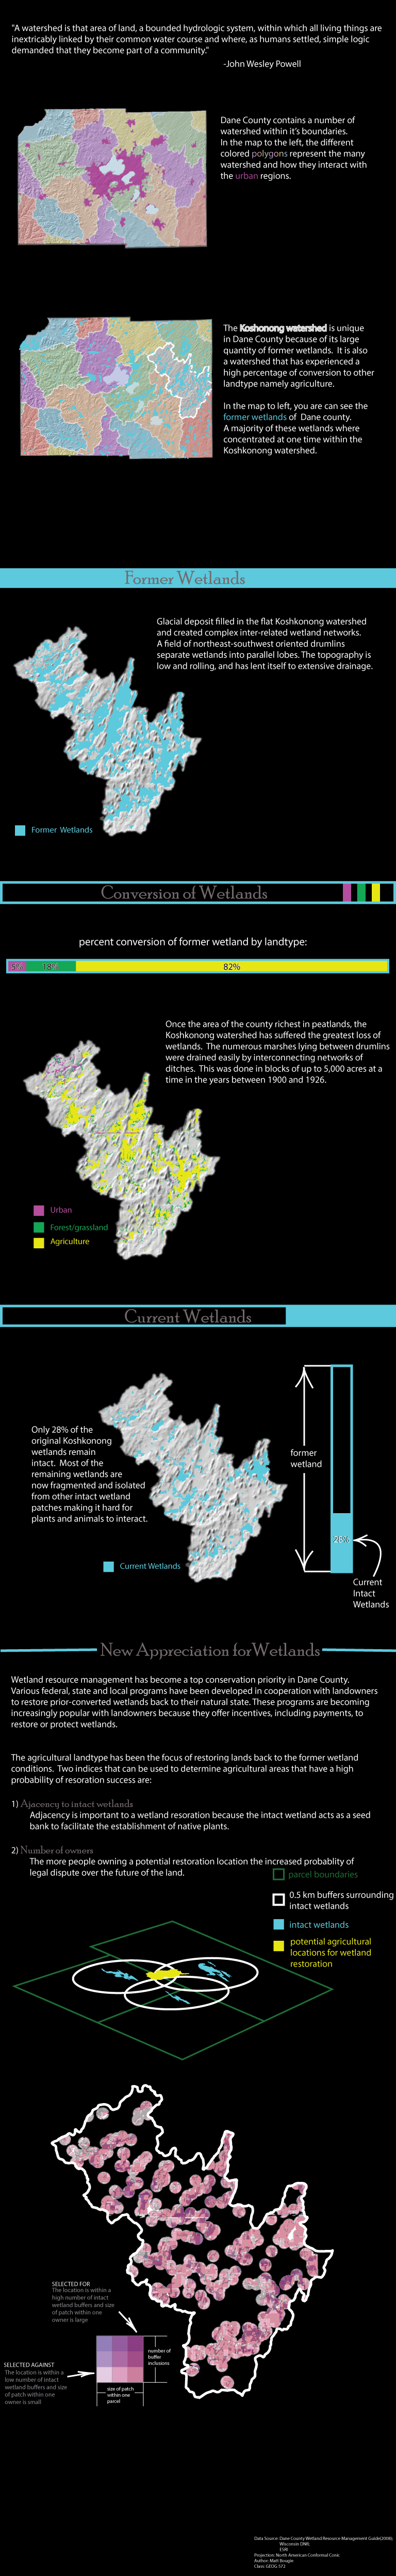 "A watershed is that area of land, a bounded hydrologic system, within which all living things are
inextricably linked by their common water course and where, as humans settled, simple logic
demanded that they become part of a community."
-John Wesley Powell
Dane County contains a number of
watershed within it's boundaries.
In the map to the left, the different
colored polygons represent the many
watershed and how they interact with
the urban regions.
The Koshonong watershed is unique
in Dane County because of its large
quantity of former wetlands. It is also
a watershed that has experienced a
high percentage of conversion to other
landtype namely agriculture.
In the map to left, you are can see the
former wetlands of Dane county.
A majority of these wetlands where
concentrated at one time within the
Koshkonong watershed.
Former Wetlands
Glacial deposit filled in the flat Koshkonong watershed
and created complex inter-related wetland networks.
A field of northeast-southwest oriented drumlins
separate wetlands into parallel lobes. The topography is
low and rolling, and has lent itself to extensive drainage.
Former Wetlands
Conversion of Wetlands
percent conversion of former wetland by landtype:
18% 82%
Once the area of the county richest in peatlands, the
Koshkonong watershed has suffered the greatest loss of
wetlands. The numerous marshes lying between drumlins
were drained easily by interconnecting networks of
ditches. This was done in blocks of up to 5,000 acres at a
time in the years between 1900 and 1926.
Urban
Forest/grassland
Agriculture
Current Wetlands
Only 28% of the
original Koshkonong
wetlands remain
intact. Most of the
remaining wetlands are
now fragmented and isolated
from other intact wetland
patches making it hard for
plants and animals to interact.
Current Wetlands
former
wetland
28%
Current
Intact
Wetlands
New Appreciation for Wetlands
Wetland resource management has become a top conservation priority in Dane County.
Various federal, state and local programs have been developed in cooperation with landowners
to restore prior-converted wetlands back to their natural state. These programs are becoming
increasingly popular with landowners because they offer incentives, including payments, to
restore or protect wetlands.
The agricultural landtype has been the focus of restoring lands back to the former wetland
conditions. Two indices that can be used to determine agricultural areas that have a high
probability of resoration success are:
1) Ajacency to intact wetlands
Adjacency is important to a wetland restoration because the intact wetland acts as a seed
bank to facilitate the establishment of native plants.
2) Number of owners
The more people owning a potential restoration location the increased probablity of
legal dispute over the future of the land.
parcel boundaries
0.5 km buffers surrounding
intact wetlands
intact wetlands
potential agricultural
locations for wetland
restoration
SELECTED FOR
The location is within a
high number of intact
wetland buffers and size
of patch within one
owner is large
SELECTED AGAINST
The location is within a
low number of intact
wetland buffers and size
of patch within one
owner is small
number of
buffer
inclusions
size of patch
within one
parcel
Data Source: Dane County Wetland Resource Management Guide(2008);
Wisconsin DNR;
ESRI
Projection: North American Conformal Conic
Author: Matt Bougie
Class: GEOG 572